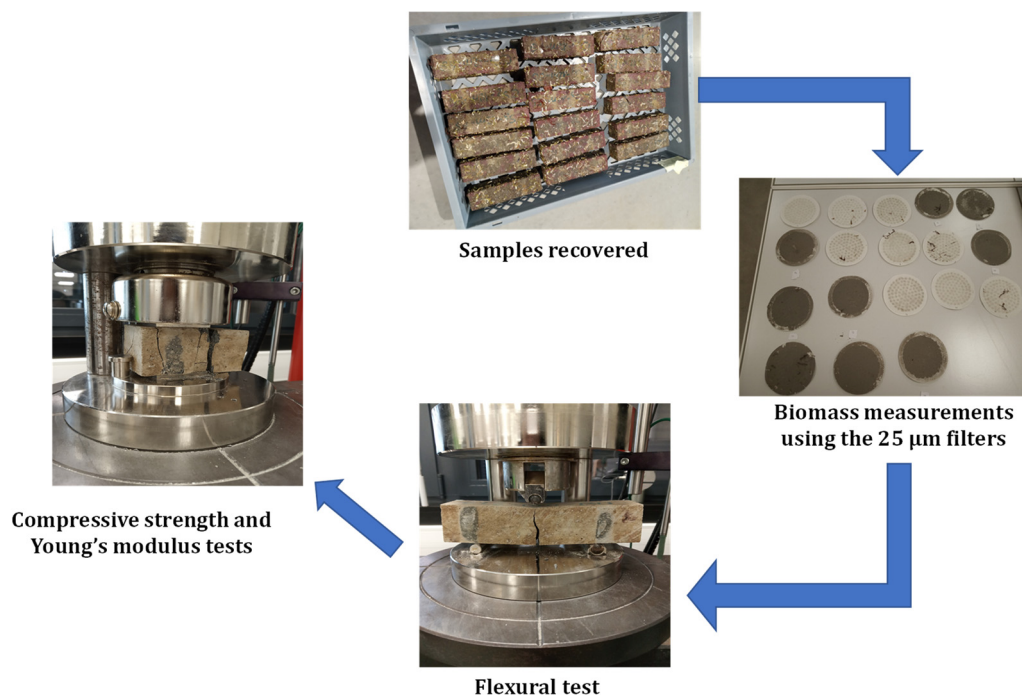 Samples recovered
Biomass measurements
using the 25 μm filters
Compressive strength and
Young’s modulus tests
Flexural test